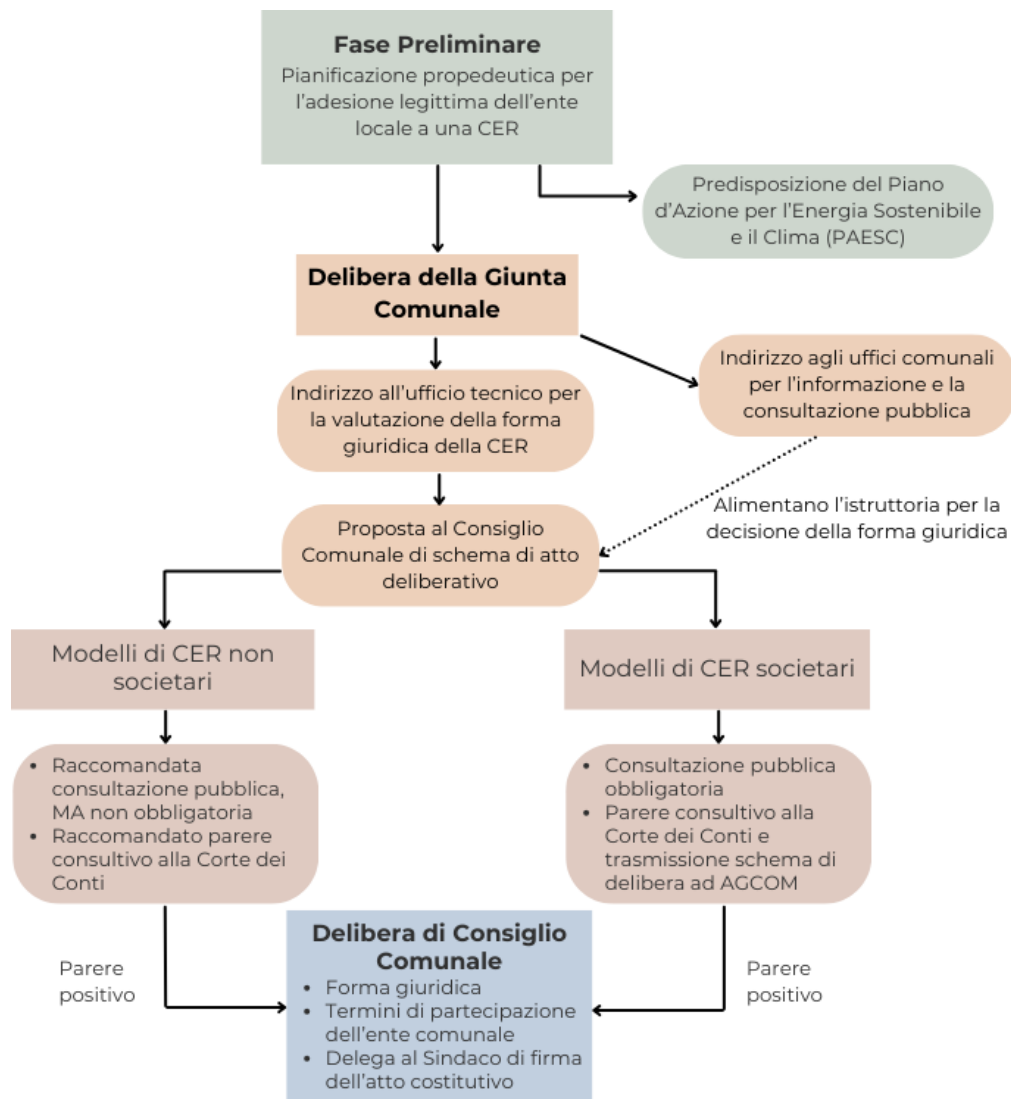 Fase Preliminare
Pianificazione propedeutica per
l'adesione legittima dell'ente
locale a una CER
Predisposizione del Piano
d'Azione per l'Energia Sostenibile
e il Clima (PAESC)
Delibera della Giunta
Comunale
Indirizzo agli uffici comunali
per l'informazione e la
consultazione pubblica
Indirizzo all'ufficio tecnico per
la valutazione della forma
giuridica della CER
Alimentano l'istruttoria per la
decisione della forma giuridica
Proposta al Consiglio
Comunale di schema di atto
deliberativo
Modelli di CER non
societari
Modelli di CER societari
• Raccomandata
consultazione pubblica,
MA non obbligatoria
• Raccomandato parere
consultivo alla Corte dei
Conti
• Consultazione pubblica
obbligatoria
• Parere consultivo alla
Corte dei Conti e
trasmissione schema di
delibera ad AGCOM
Parere
positivo
Delibera di Consiglio
Comunale
• Forma giuridica
• Termini di partecipazione
dell'ente comunale
• Delega al Sindaco di firma
dell'atto costitutivo
Parere
positivo